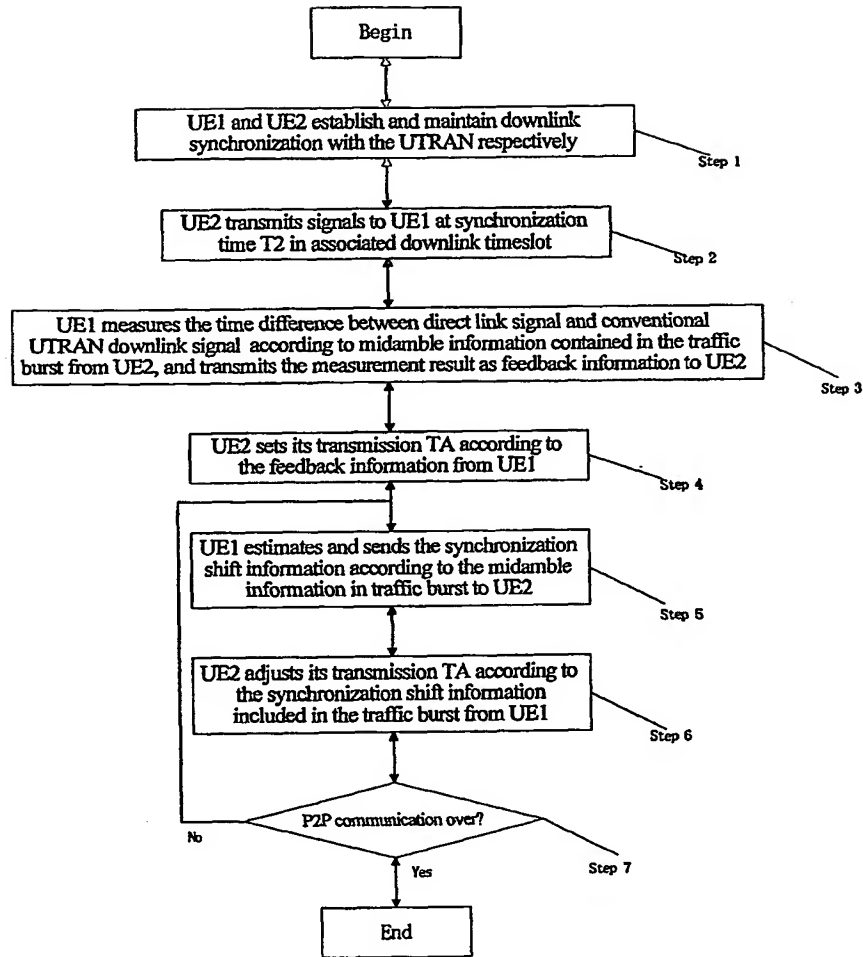 Begin
UE1 and UE2 establish and maintain downlink
synchronization with the UTRAN respectively
Step 1
UE2 transmits signals to UE1 at synchronization
time T2 in associated downlink timeslot
Step 2
UE1 measures the time difference between direct link signal and conventional
UTRAN downlink signal according to midamble information contained in the traffic
burst from UE2, and transmits the measurement result as feedback information to UE2
Step 3
UE2 sets its transmission TA according to
the feedback information from UE1
Step 4
UE1 estimates and sends the synchronization
shift information according to the midamble
information in traffic burst to UE2
Step 5
UE2 adjusts its transmission TA according to
the synchronization shift information
included in the traffic burst from UE1
Step 6
P2P communication over?
No
Step 7
Yes
End